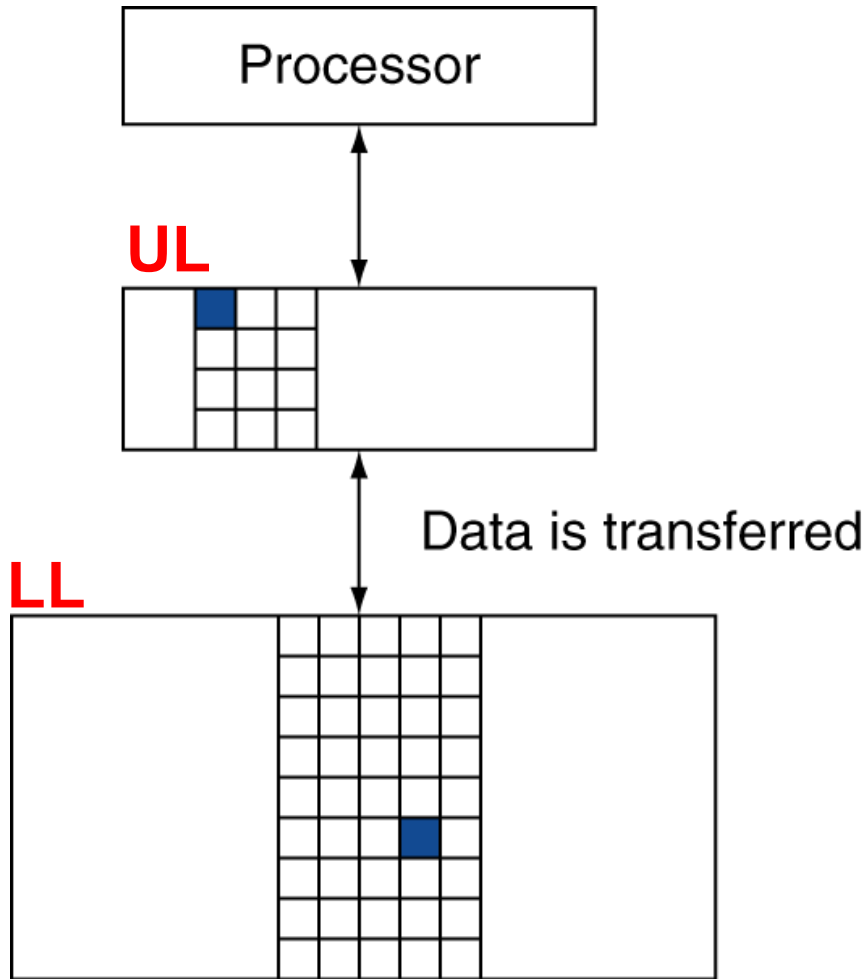 Processor
UL
Data is transferred
LL